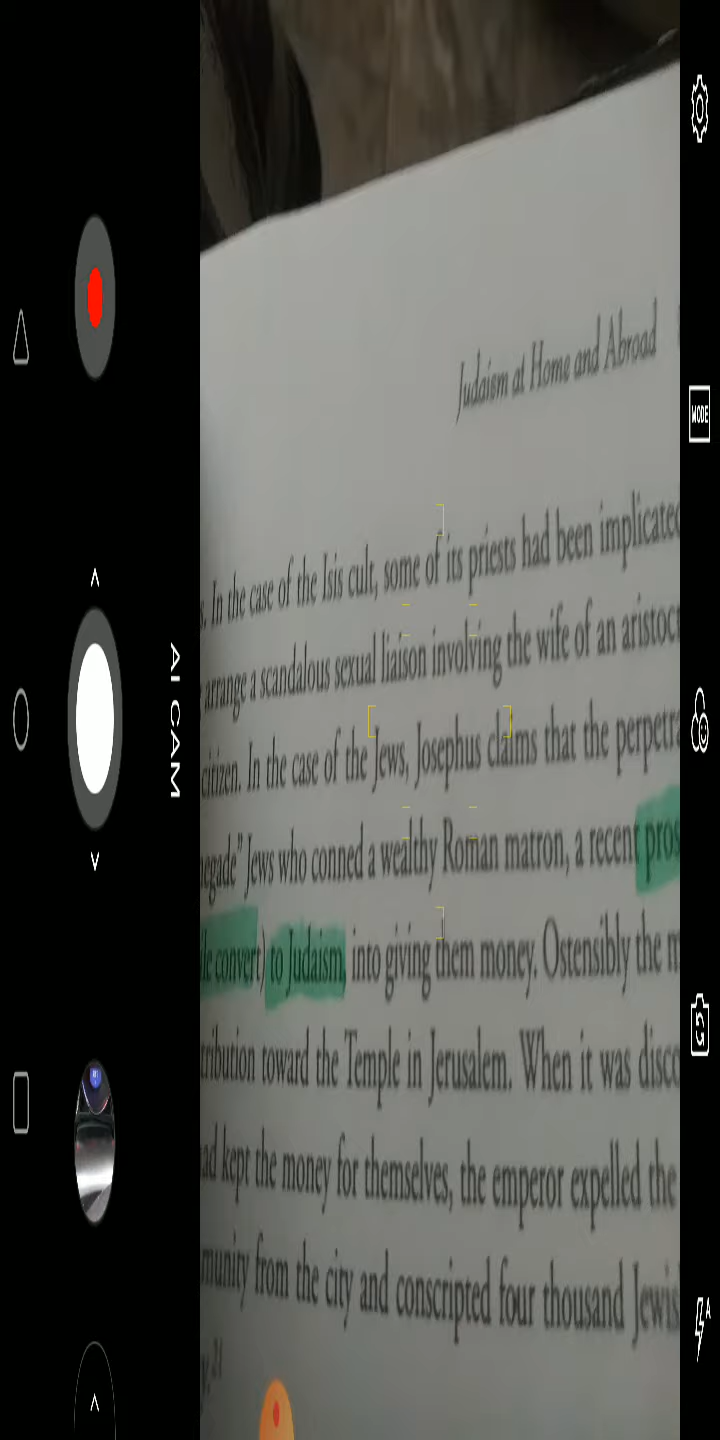 Judaism at Home and Abroad
s. In the case of the Isis cult, some of its priests had been implicated
arrange a scandalous sexual liaison involving the wife of an aristoc
citizen. In the case of the Jews, Josephus claims that the perpetra
negade" Jews who conned a wealthy Roman matron, a recent pros
le convert) to Judaism, into giving them money. Ostensibly the m
tribution toward the Temple in Jerusalem. When it was disco
ad kept the money for themselves, the emperor expelled the
munity from the city and conscripted four thousand Jewis
y.21
AI CAM
MODE
A